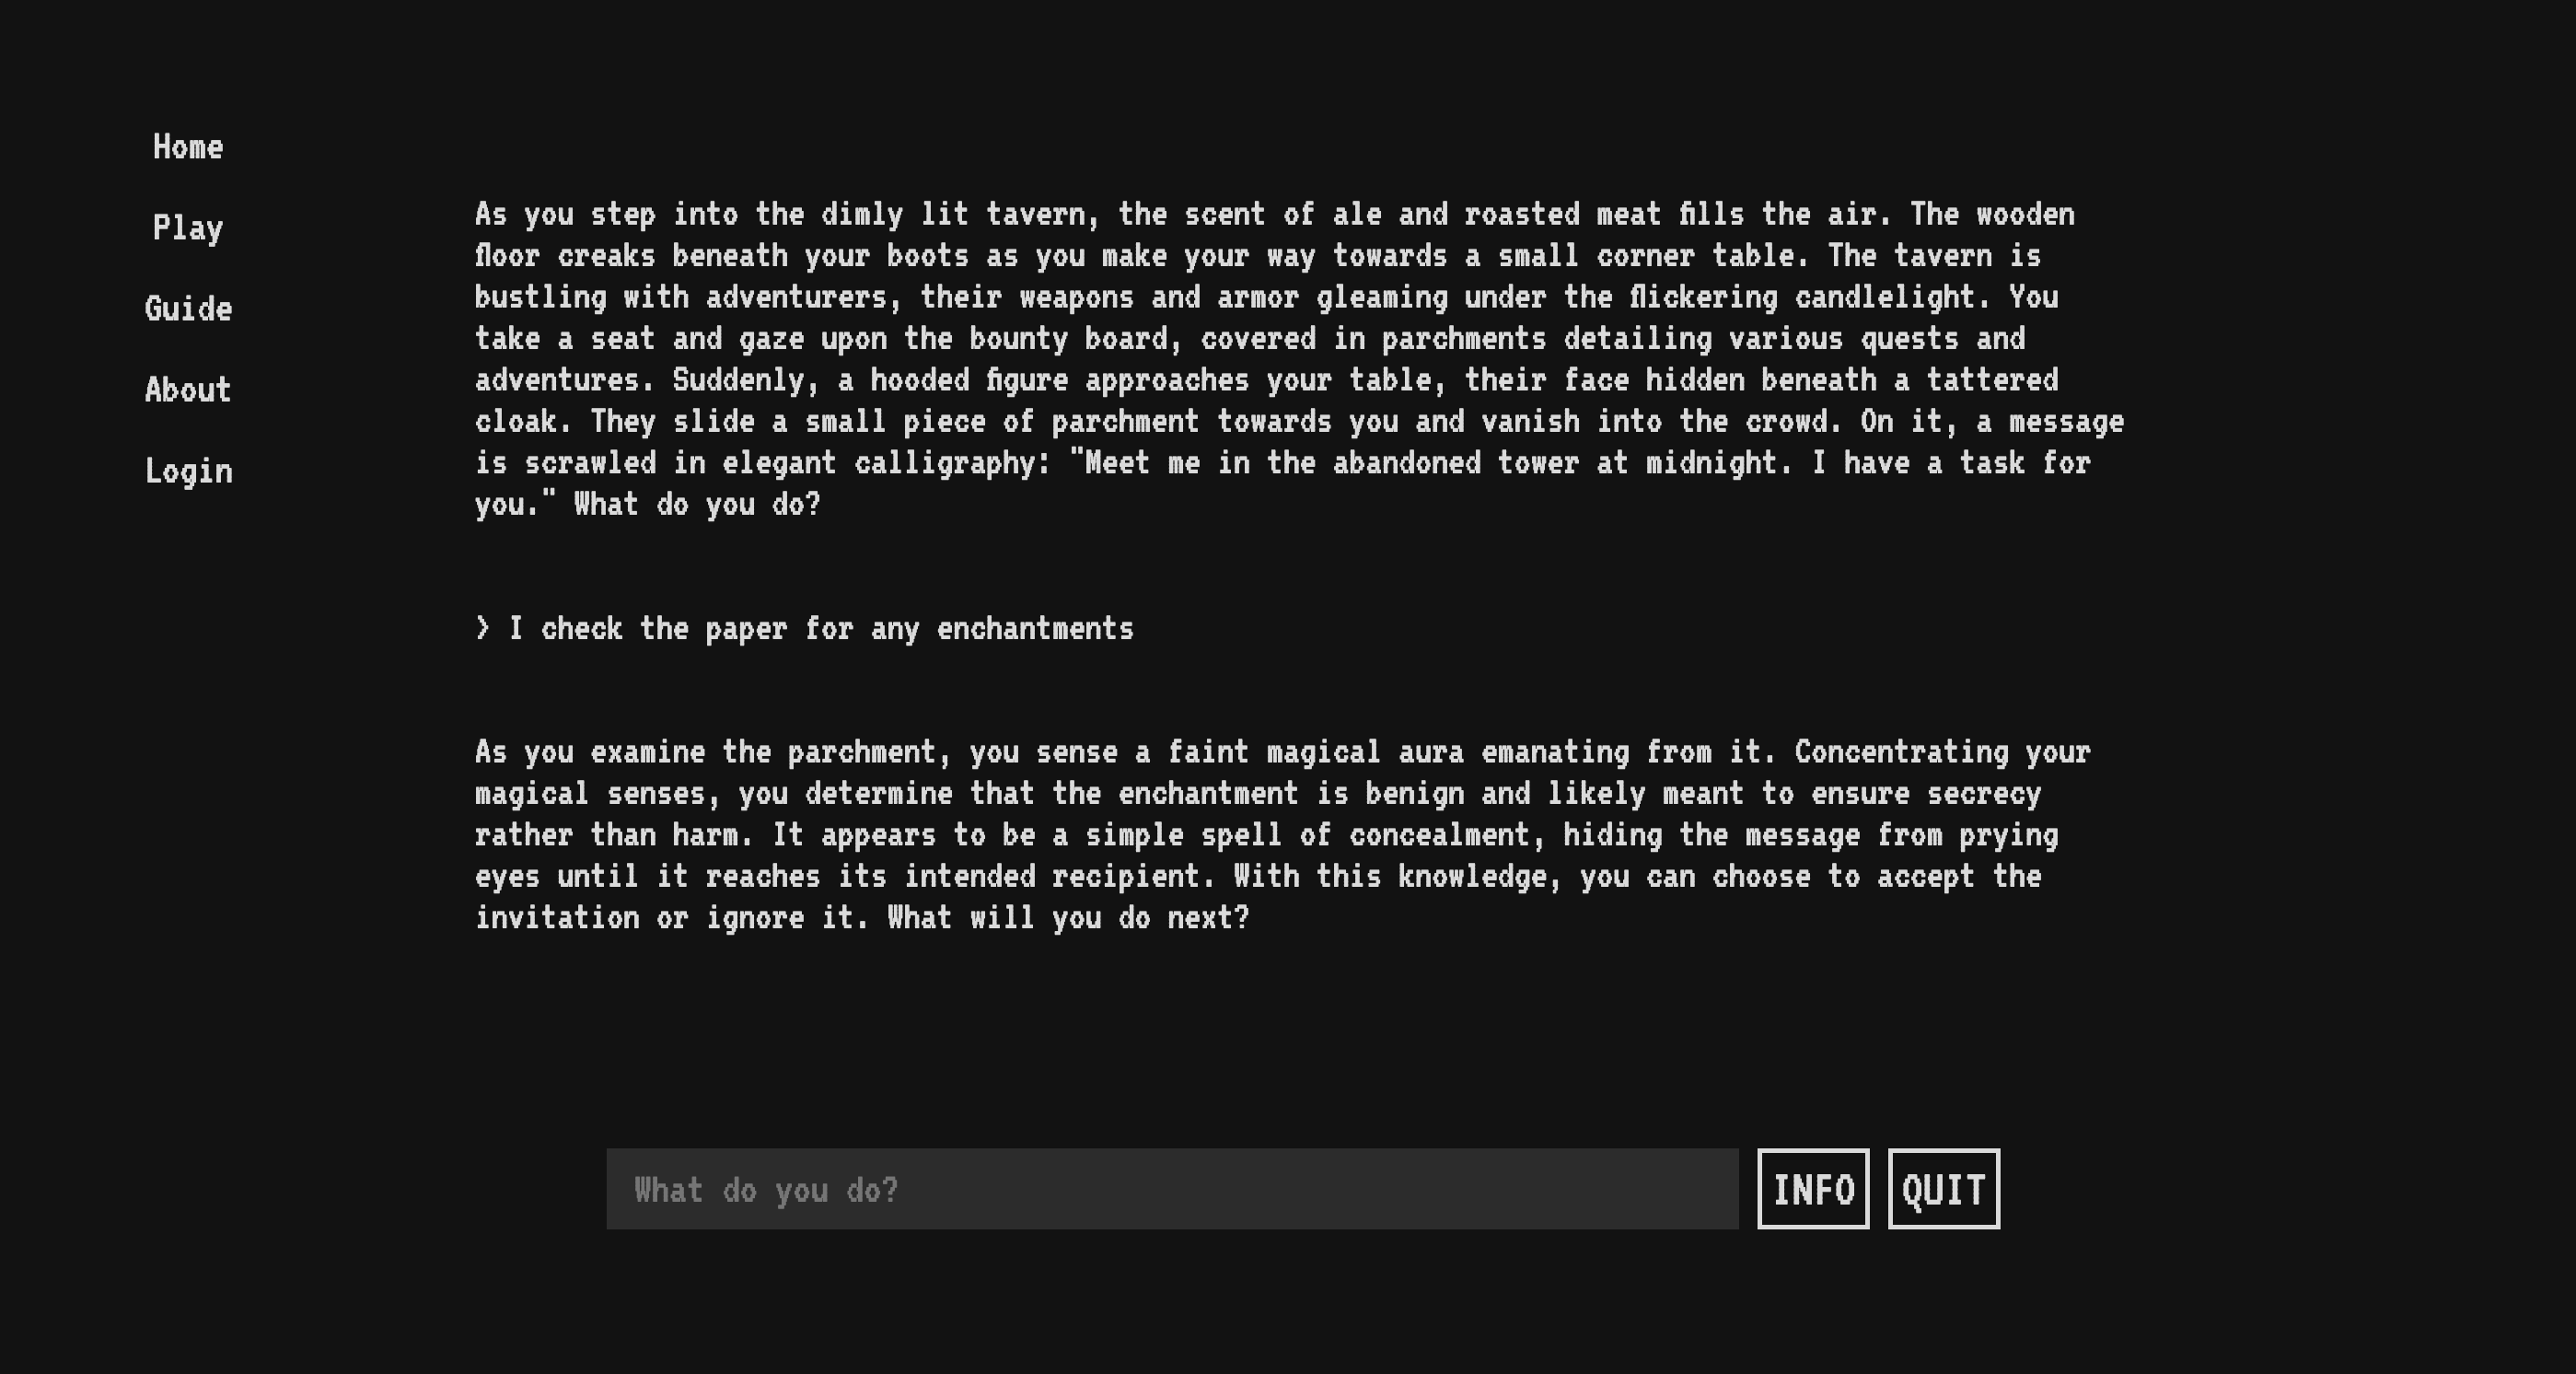 Home
Play
Guide
About
Login
As you step into the dimly lit tavern, the scent of ale and roasted meat fills the air. The wooden
floor creaks beneath your boots as you make your way towards a small corner table. The tavern is
bustling with adventurers, their weapons and armor gleaming under the flickering candlelight. You
take a seat and gaze upon the bounty board, covered in parchments detailing various quests and
adventures. Suddenly, a hooded figure approaches your table, their face hidden beneath a tattered
cloak. They slide a small piece of parchment towards you and vanish into the crowd. On it, a message
is scrawled in elegant calligraphy: "Meet me in the abandoned tower at midnight. I have a task for
you." What do you do?
> I check the paper for any enchantments
As you examine the parchment, you sense a faint magical aura emanating from it. Concentrating your
magical senses, you determine that the enchantment is benign and likely meant to ensure secrecy
rather than harm. It appears to be a simple spell of concealment, hiding the message from prying
eyes until it reaches its intended recipient. With this knowledge, you can choose to accept the
invitation or ignore it. What will you do next?
What do you do?
INFO
QUIT